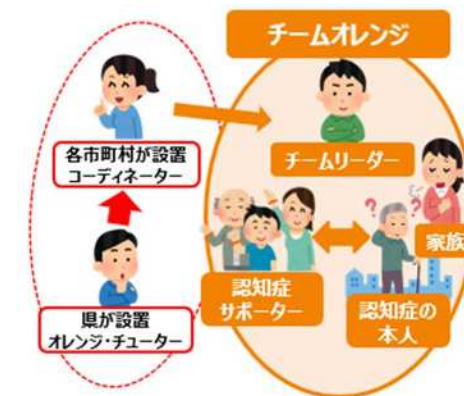 チームオレンジ
各市町村が設置
コーディネーター
チームリーダー
家族
認知症
サポーター
認知症の
本人
県が設置
オレンジ・チューター